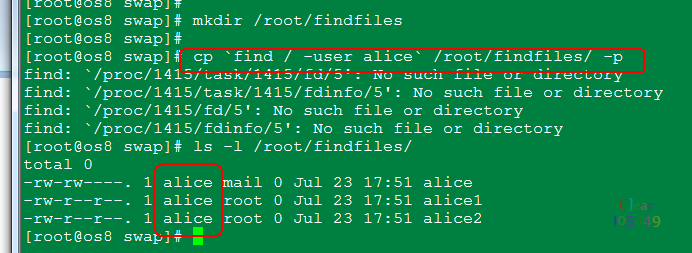 [root@os8 swap]#
[root@os8 swap]# mkdir /root/findfiles
[root@os8 swap]#
[root@os8 swap]# cp `find / -user alice` /root/findfiles/ -p
find: `/proc/1415/task/1415/fd/5': No such file or directory
find: `/proc/1415/task/1415/fdinfo/5': No such file or directory
find: `/proc/1415/fd/5': No such file or directory
find: `/proc/1415/fdinfo/5': No such file or directory
[root@os8 swap]# ls -l /root/findfiles/
total 0
-rw-rw----. 1 alice mail 0 Jul 23 17:51 alice
-rw-r--r--. 1 alice root 0 Jul 23 17:51 alice1
-rw-r--r--. 1 alice root 0 Jul 23 17:51 alice2
[root@os8 swap]#